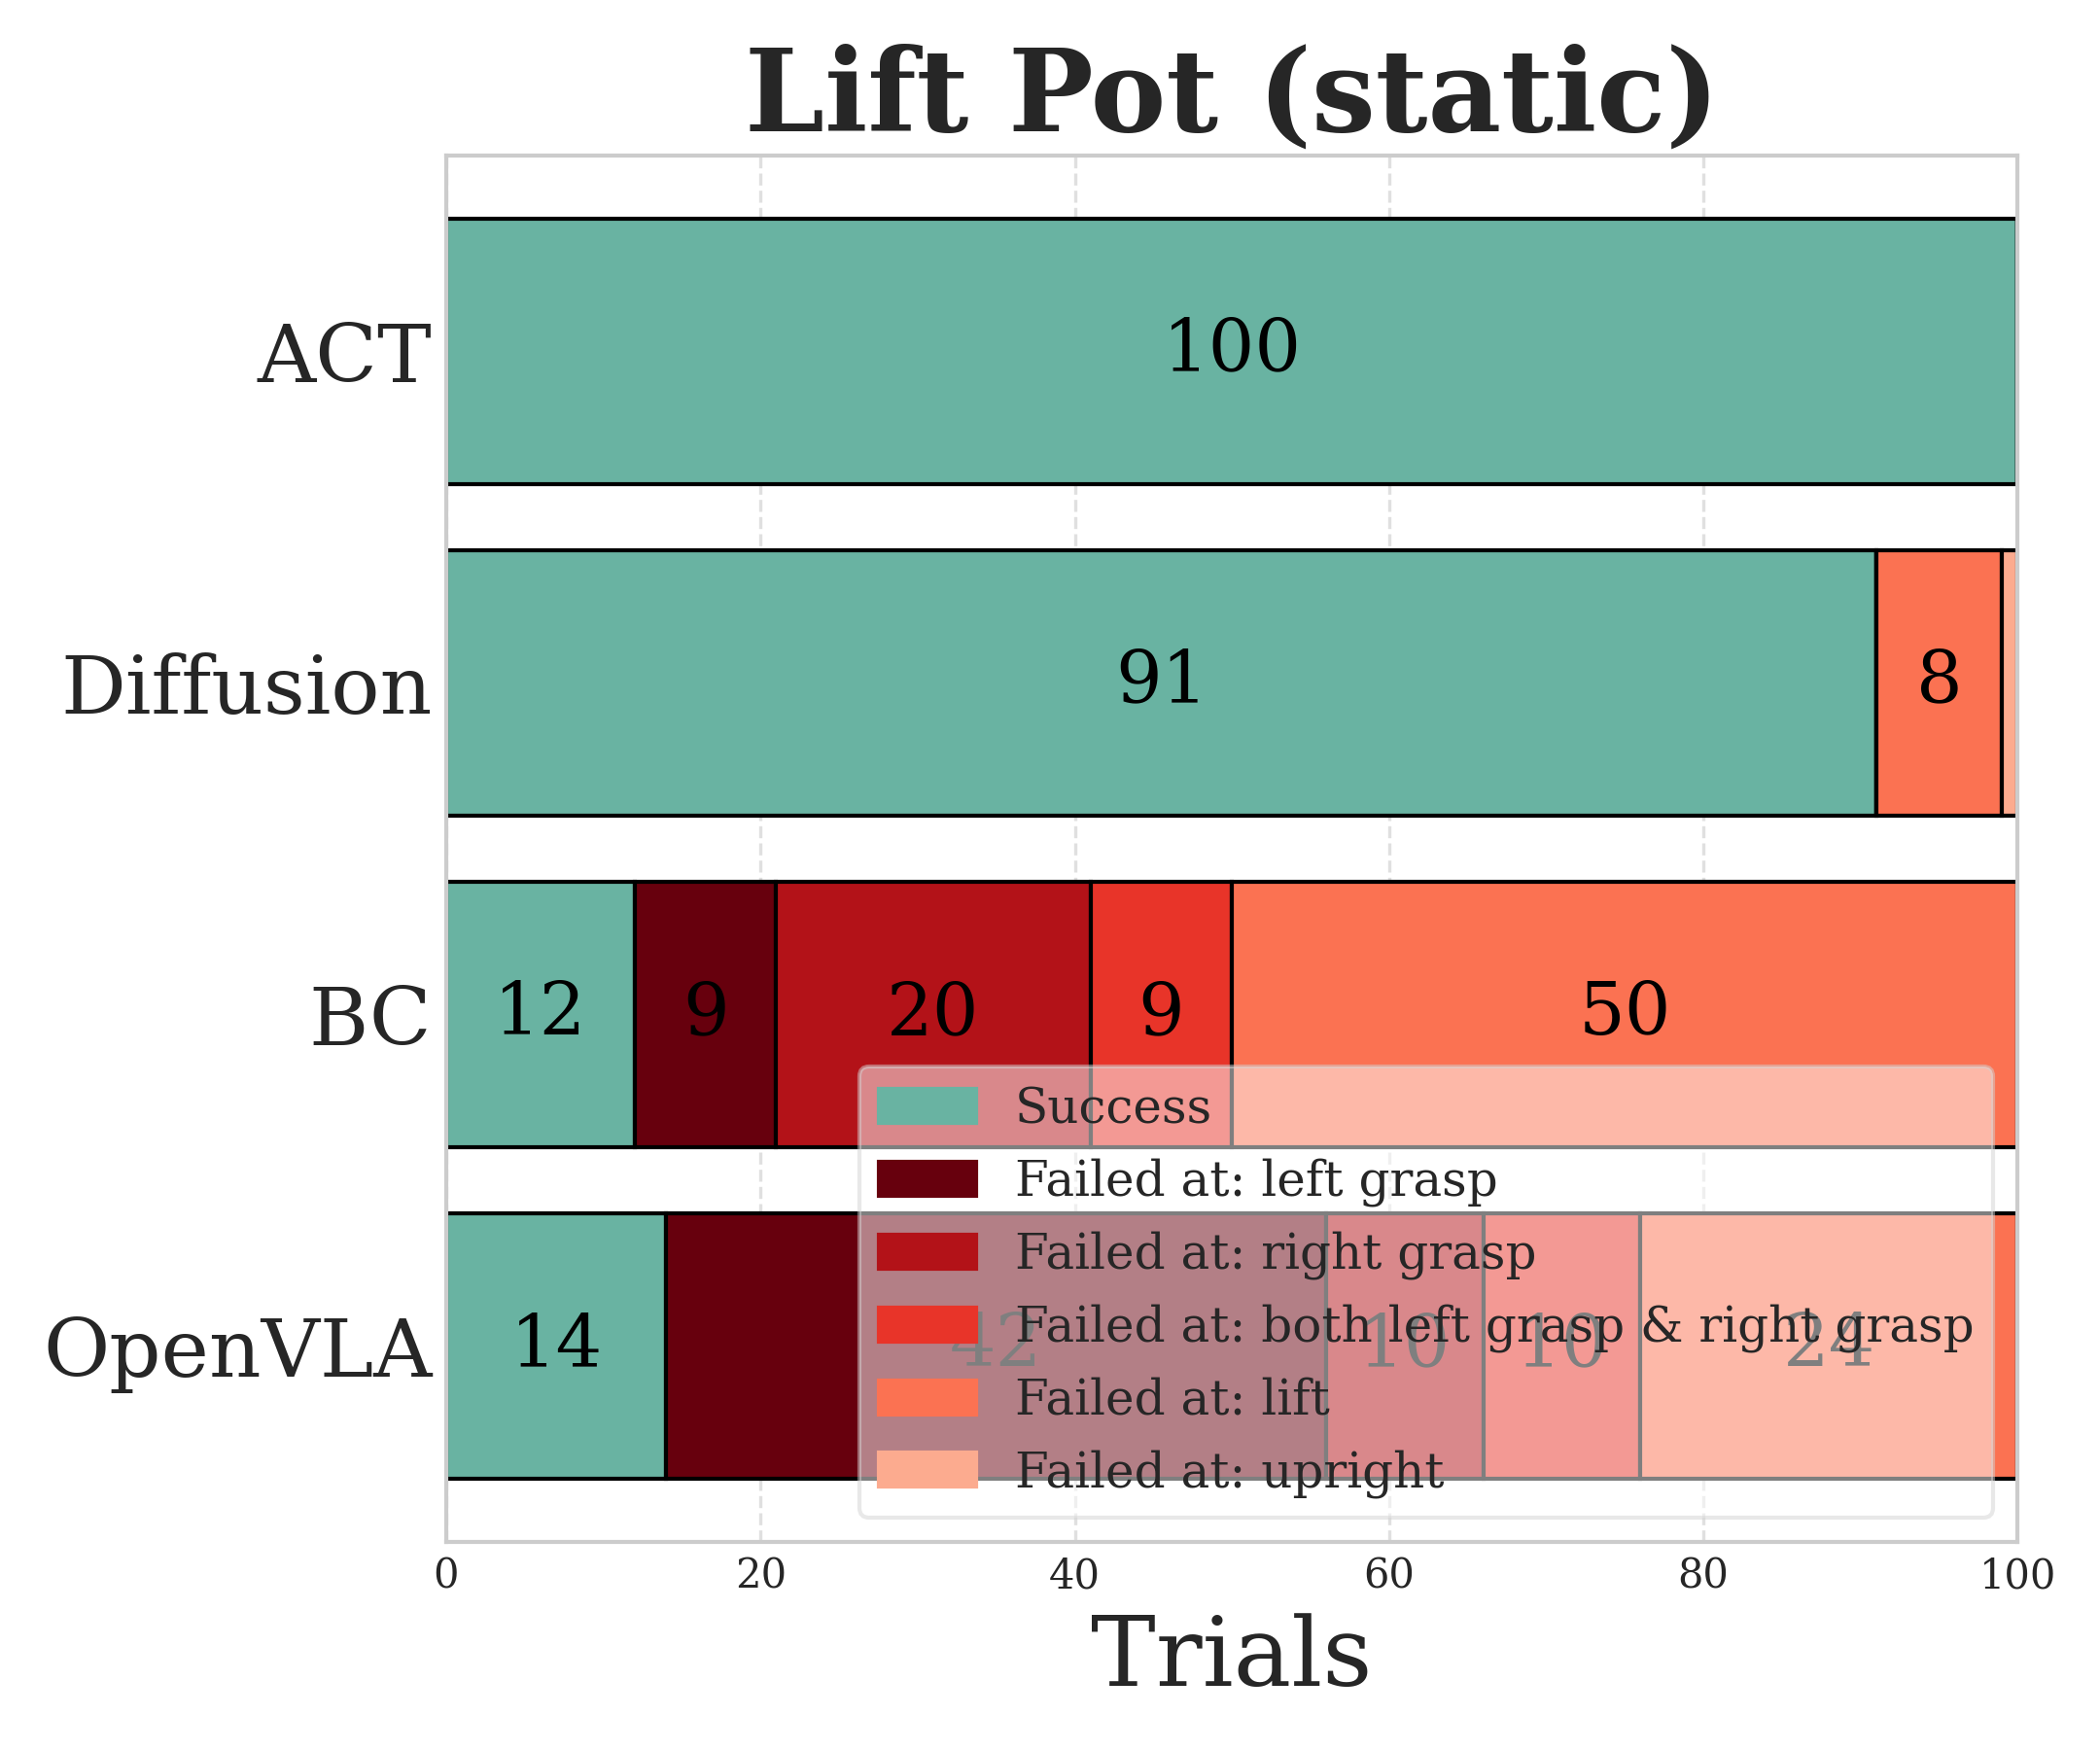 Lift Pot (static)
ACT
100
Diffusion
91
8
BC
12
9
20
9
50
Success
Failed at: left grasp
Failed at: right grasp
Failed at: both left grasp & right grasp
Failed at: lift
Failed at: upright
OpenVLA
14
42
10
10
24
0
20
40
60
80
100
Trials